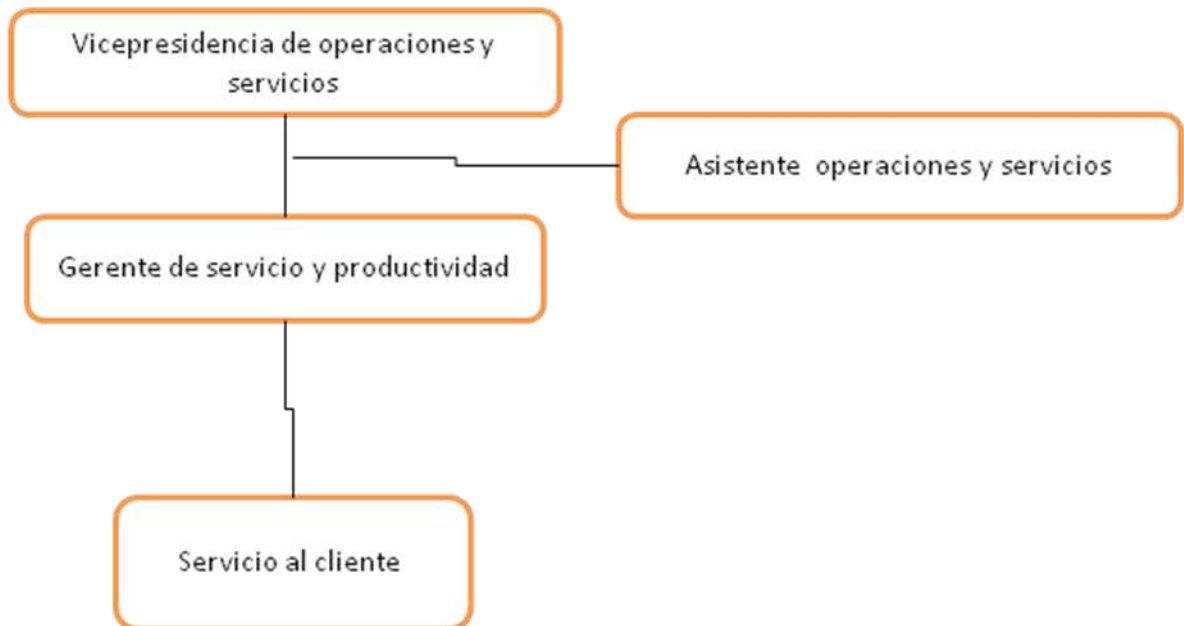 Vicepresidencia de operaciones y
servicios
Asistente operaciones y servicios
Gerente de servicio y productividad
Servicio al cliente